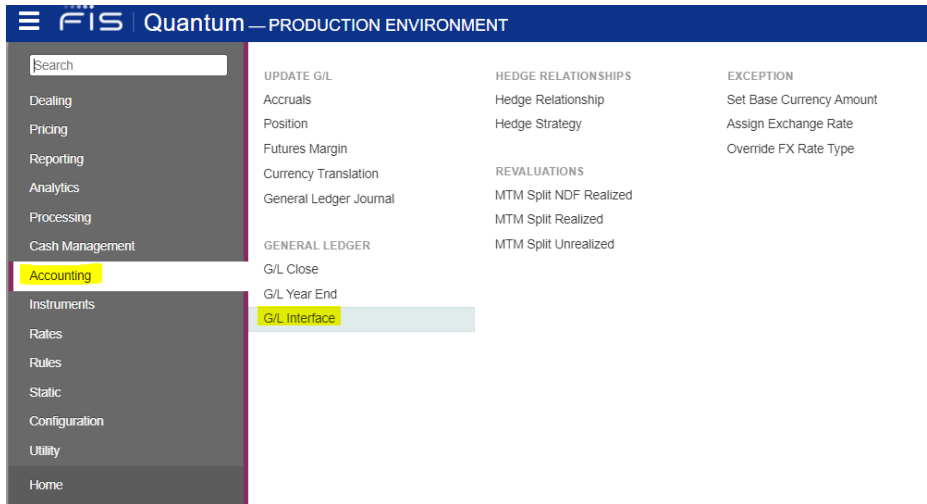 FIS Quantum — PRODUCTION ENVIRONMENT
Search
Dealing
Pricing
Reporting
Analytics
Processing
Cash Management
Accounting
Instruments
Rates
Rules
Static
Configuration
Utility
Home
UPDATE G/L
Accruals
Position
Futures Margin
Currency Translation
General Ledger Journal
GENERAL LEDGER
G/L Close
G/L Year End
G/L Interface
HEDGE RELATIONSHIPS
Hedge Relationship
Hedge Strategy
REVALUATIONS
MTM Split NDF Realized
MTM Split Realized
MTM Split Unrealized
EXCEPTION
Set Base Currency Amount
Assign Exchange Rate
Override FX Rate Type